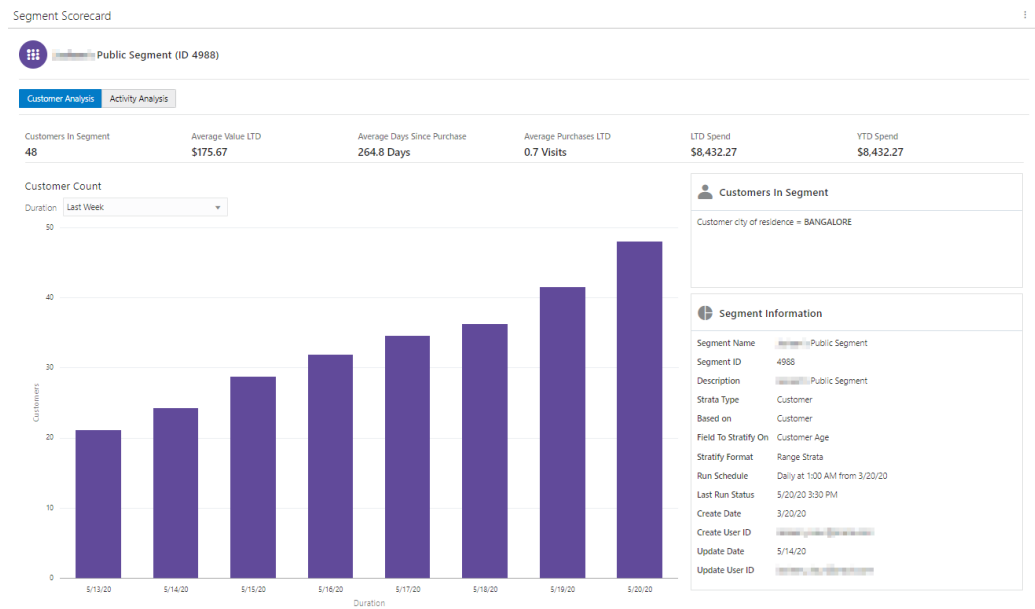 Segment Scorecard
Public Segment (ID 4988)
Customer Analysis Activity Analysis
Customers In Segment Average Value LTD Average Days Since Purchase Average Purchases LTD LTD Spend YTD Spend
48 $175.67 264.8 Days 0.7 Visits $8,432.27 $8,432.27
Customer Count
Duration Last Week
50
40
30
20
10
0
Customers
5/13/20 5/14/20 5/15/20 5/16/20 5/17/20 5/18/20 5/19/20 5/20/20
Duration
Customers In Segment
Customer city of residence = BANGALORE
Segment Information
Segment Name Public Segment
Segment ID 4988
Description Public Segment
Strata Type Customer
Based on Customer
Field To Stratify On Customer Age
Stratify Format Range Strata
Run Schedule Daily at 1:00 AM from 3/20/20
Last Run Status 5/20/20 3:30 PM
Create Date 3/20/20
Create User ID
Update Date 5/14/20
Update User ID